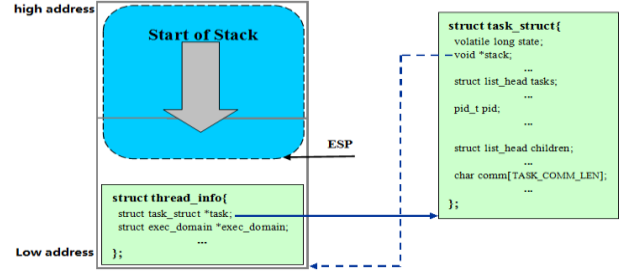 high address
Start of Stack
ESP
struct thread_info{
struct task_struct *task;
struct exec_domain *exec_domain;
...
};
Low address
struct task_struct{
volatile long state;
void *stack;
...
struct list_head tasks;
...
pid_t pid;
...
struct list_head children;
...
char comm[TASK_COMM_LEN];
...
};